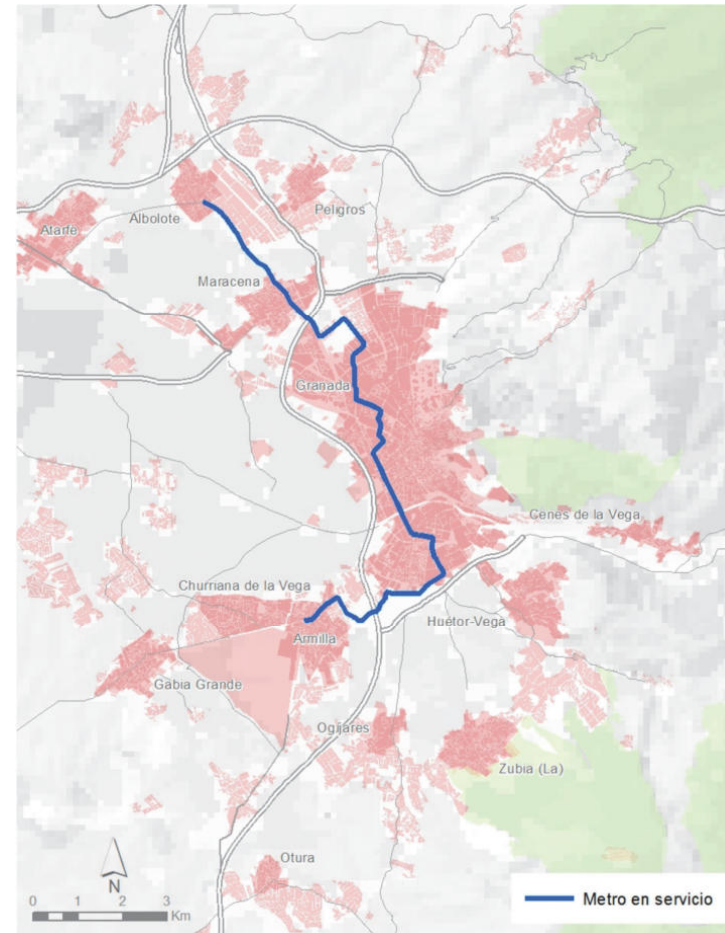 Albolote
Peligros
Atarfe
Maracena
Granada
Cenes de la Vega
Churriana de la Vega
Armilla
Huétor-Vega
Gabia Grande
Ogíjares
Zubia (La)
Otura
N
0 1 2 3
Km
Metro en servicio